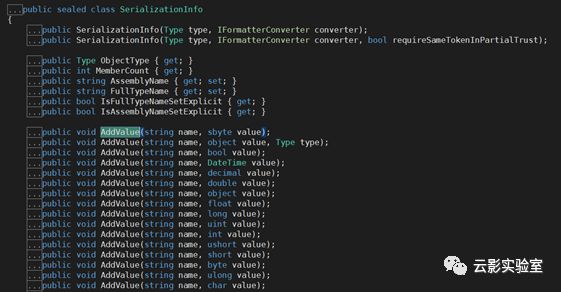 ...public sealed class SerializationInfo
{
...public SerializationInfo(Type type, IFormatterConverter converter);
...public SerializationInfo(Type type, IFormatterConverter converter, bool requireSameTokenInPartialTrust);
...public Type ObjectType { get; }
...public int MemberCount { get; }
...public string AssemblyName { get; set; }
...public string FullTypeName { get; set; }
...public bool IsFullTypeNameSetExplicit { get; }
...public bool IsAssemblyNameSetExplicit { get; }
...public void AddValue(string name, sbyte value);
...public void AddValue(string name, object value, Type type);
...public void AddValue(string name, bool value);
...public void AddValue(string name, DateTime value);
...public void AddValue(string name, decimal value);
...public void AddValue(string name, double value);
...public void AddValue(string name, object value);
...public void AddValue(string name, float value);
...public void AddValue(string name, long value);
...public void AddValue(string name, uint value);
...public void AddValue(string name, int value);
...public void AddValue(string name, ushort value);
...public void AddValue(string name, short value);
...public void AddValue(string name, byte value);
...public void AddValue(string name, ulong value);
...public void AddValue(string name, char value);
云影实验室